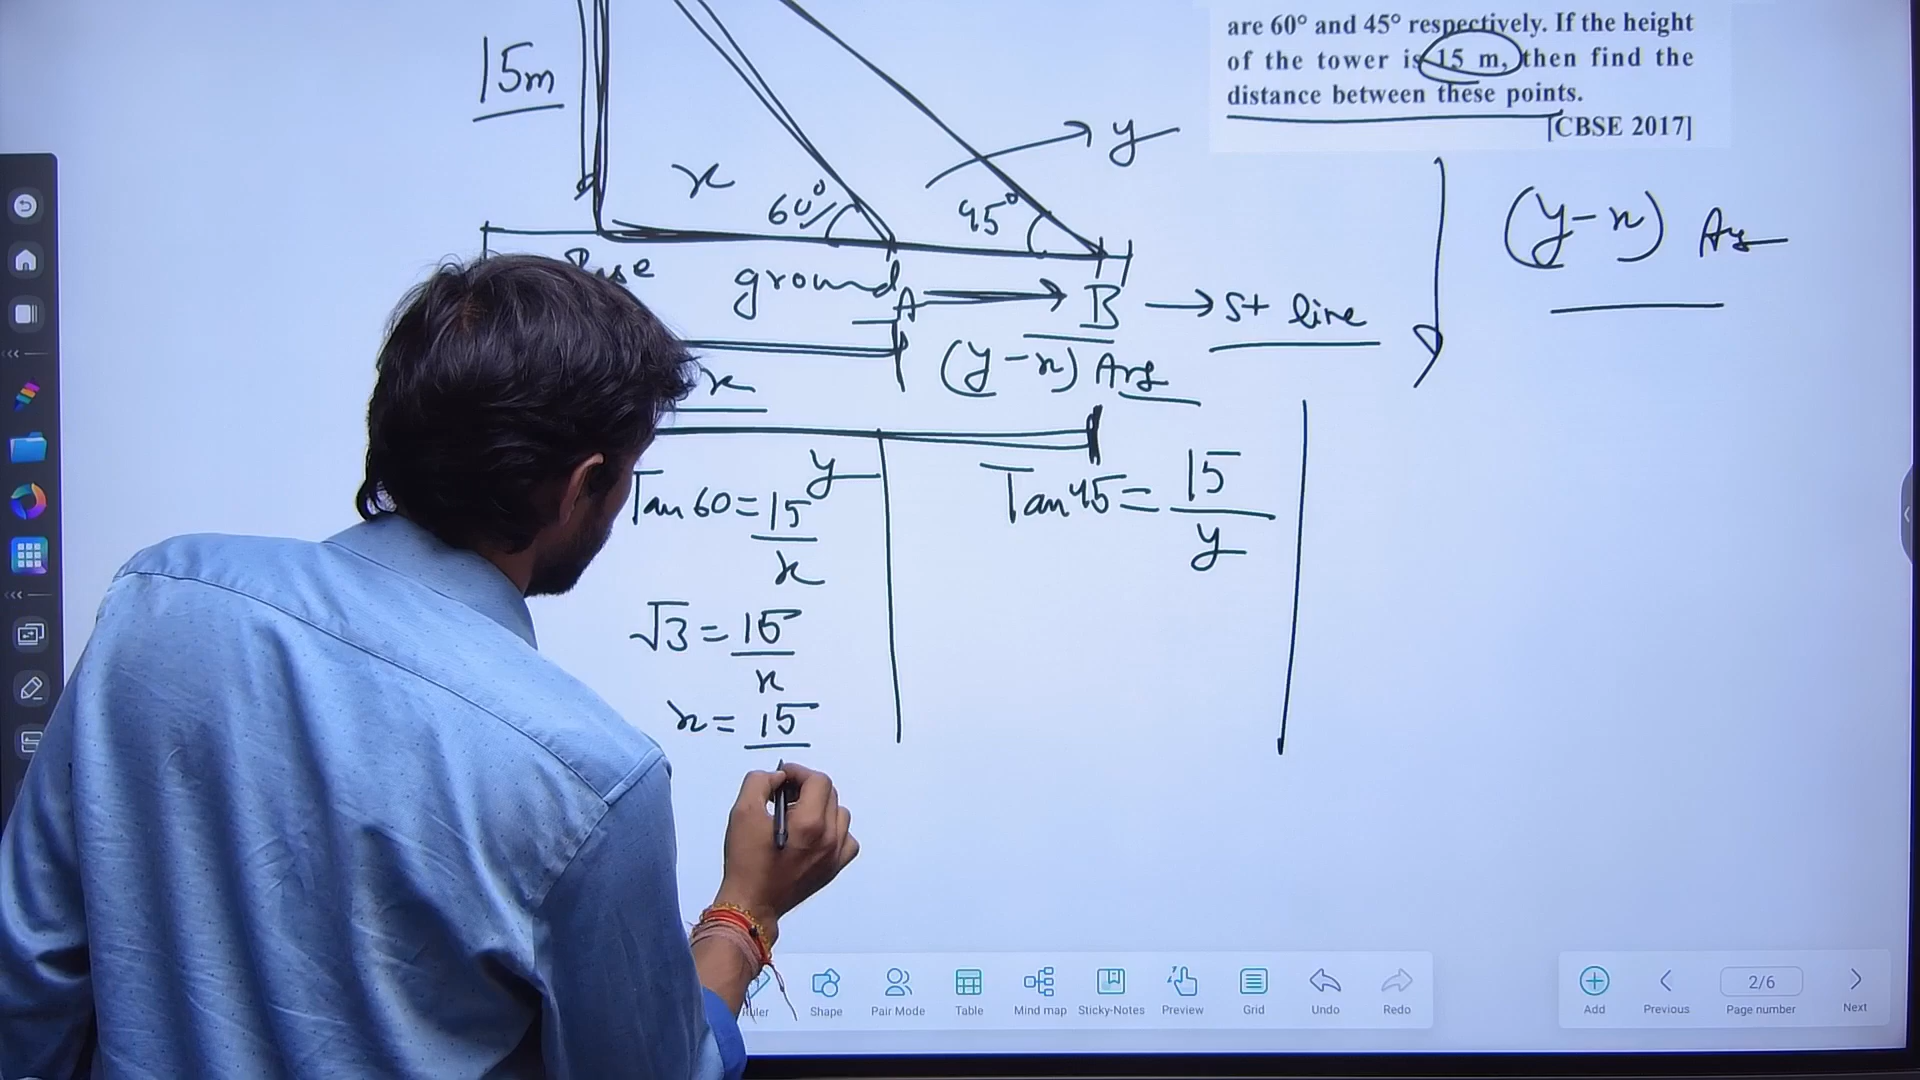 are 60° and 45° respectively. If the height
of the tower is 15 m, then find the
distance between these points.
[CBSE 2017]
15m
x
60°
45°
y
(y-x) Ans
ground
A
B → St line
(y-x) Ans
x
y
Tan 60 = 15/x
√3 = 15/x
x = 15
Tan 45 = 15/y
Shape
Pair Mode
Table
Mind map
Sticky-Notes
Preview
Grid
Undo
Redo
Add
Previous
2/6
Page number
Next